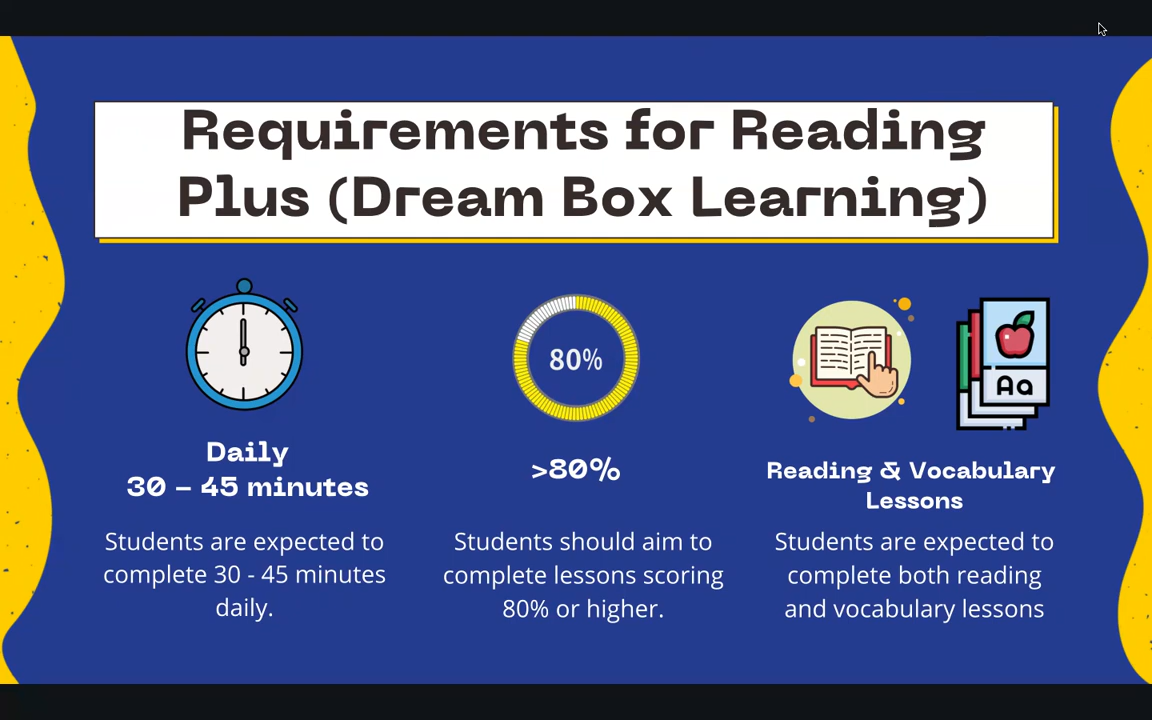 Requirements for Reading
Plus (Dream Box Learning)
80%
Aa
Daily
30 – 45 minutes
Students are expected to
complete 30 - 45 minutes
daily.
>80%
Students should aim to
complete lessons scoring
80% or higher.
Reading & Vocabulary
Lessons
Students are expected to
complete both reading
and vocabulary lessons